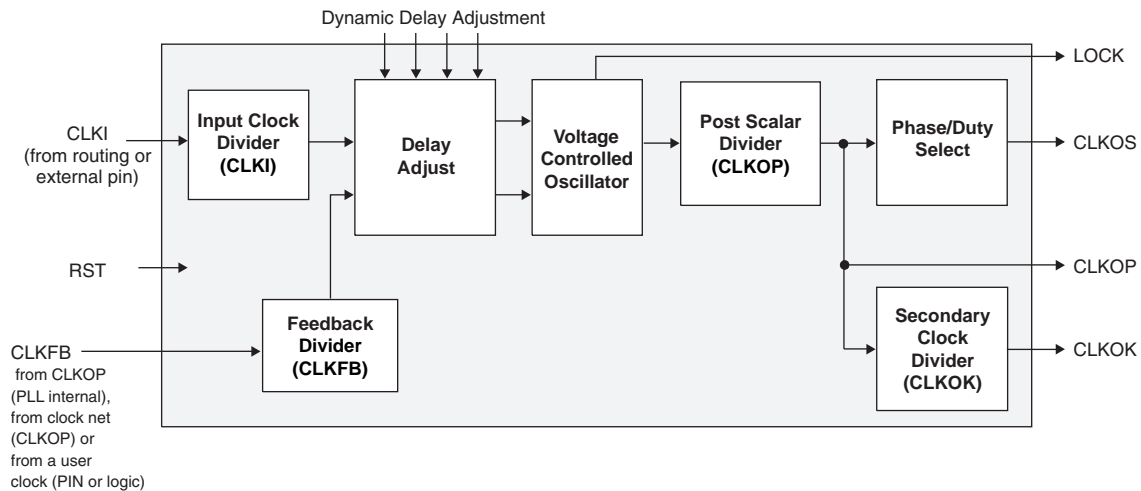 Dynamic Delay Adjustment
LOCK
CLKI
(from routing or
external pin)
Input Clock
Divider
(CLKI)
Delay
Adjust
Voltage
Controlled
Oscillator
Post Scalar
Divider
(CLKOP)
Phase/Duty
Select
CLKOS
RST
CLKOP
CLKFB
from CLKOP
(PLL internal),
from clock net
(CLKOP) or
from a user
clock (PIN or logic)
Feedback
Divider
(CLKFB)
Secondary
Clock
Divider
(CLKOK)
CLKOK